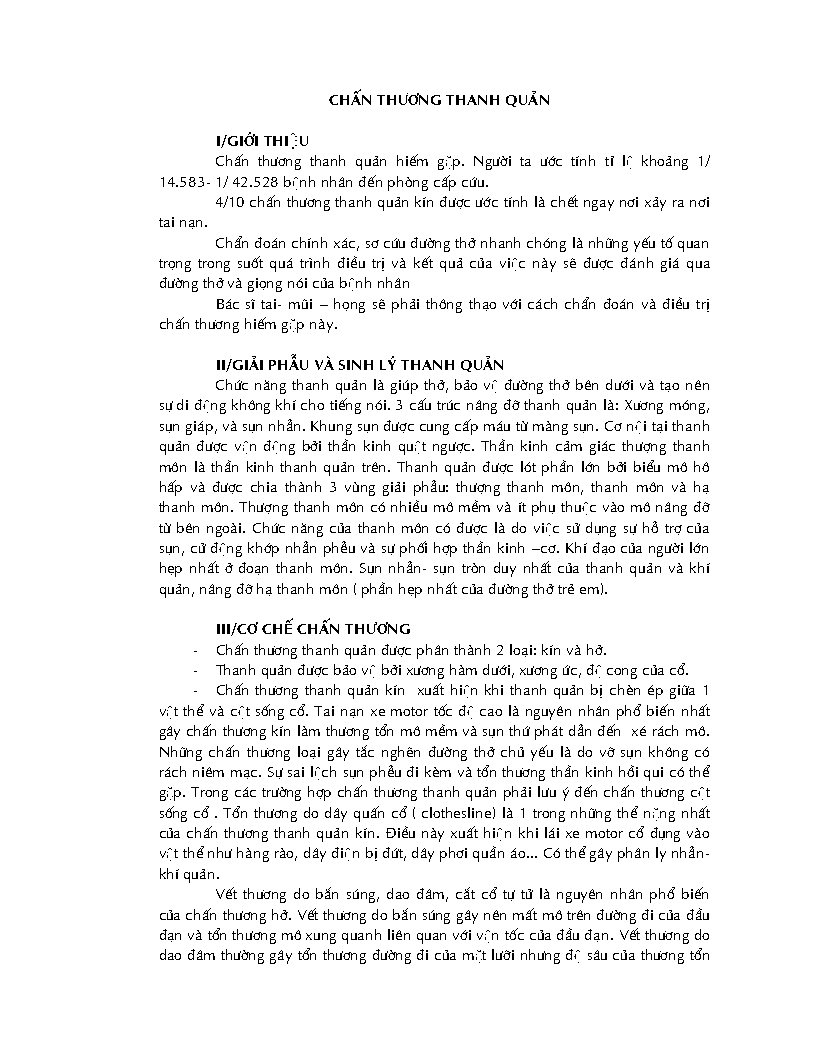 CHẤN THƯƠNG THANH QUẢN
I/GIỚI THIỆU
Chấn thương thanh quản hiếm gặp. Người ta ước tính tỉ lệ khoảng 1/
14.583- 1/ 42.528 bệnh nhân đến phòng cấp cứu.
4/10 chấn thương thanh quản kín được ước tính là chết ngay nơi xảy ra nơi
tai nạn.
Chẩn đoán chính xác, sơ cứu đường thở nhanh chóng là những yếu tố quan
trọng trong suốt quá trình điều trị và kết quả của việc này sẽ được đánh giá qua
đường thở và giọng nói của bệnh nhân
Bác sĩ tai- mũi – họng sẽ phải thông thạo với cách chẩn đoán và điều trị
chấn thương hiếm gặp này.
II/GIẢI PHẪU VÀ SINH LÝ THANH QUẢN
Chức năng thanh quản là giúp thở, bảo vệ đường thở bên dưới và tạo nên
sự di động không khí cho tiếng nói. 3 cấu trúc nâng đỡ thanh quản là: Xương móng,
sụn giáp, và sụn nhẫn. Khung sụn được cung cấp máu từ màng sụn. Cơ nội tại thanh
quản được vận động bởi thần kinh quặt ngược. Thần kinh cảm giác thượng thanh
môn là thần kinh thanh quản trên. Thanh quản được lót phần lớn bởi biểu mô hô
hấp và được chia thành 3 vùng giải phẫu: thượng thanh môn, thanh môn và hạ
thanh môn. Thượng thanh môn có nhiều mô mềm và ít phụ thuộc vào mô nâng đỡ
từ bên ngoài. Chức năng của thanh môn có được là do việc sử dụng sự hỗ trợ của
sụn, cử động khớp nhẫn phễu và sự phối hợp thần kinh –cơ. Khí đạo của người lớn
hẹp nhất ở đoạn thanh môn. Sụn nhẫn- sụn tròn duy nhất của thanh quản và khí
quản, nâng đỡ hạ thanh môn ( phần hẹp nhất của đường thở trẻ em).
III/CƠ CHẾ CHẤN THƯƠNG
- Chấn thương thanh quản được phân thành 2 loại: kín và hở.
- Thanh quản được bảo vệ bởi xương hàm dưới, xương ức, độ cong của cổ.
- Chấn thương thanh quản kín xuất hiện khi thanh quản bị chèn ép giữa 1
vật thể và cột sống cổ. Tai nạn xe motor tốc độ cao là nguyên nhân phổ biến nhất
gây chấn thương kín làm thương tổn mô mềm và sụn thứ phát dẫn đến xé rách mô.
Những chấn thương loại gây tắc nghẽn đường thở chủ yếu là do vỡ sụn không có
rách niêm mạc. Sự sai lệch sụn phễu đi kèm và tổn thương thần kinh hồi qui có thể
gặp. Trong các trường hợp chấn thương thanh quản phải lưu ý đến chấn thương cột
sống cổ . Tổn thương do dây quấn cổ ( clothesline) là 1 trong những thể nặng nhất
của chấn thương thanh quản kín. Điều này xuất hiện khi lái xe motor cổ đụng vào
vật thể như hàng rào, dây điện bị đứt, dây phơi quần áo... Có thể gây phân ly nhẫn-
khí quản.
Vết thương do bắn súng, dao đâm, cắt cổ tự tử là nguyên nhân phổ biến
của chấn thương hở. Vết thương do bắn súng gây nên mất mô trên đường đi của đầu
đạn và tổn thương mô xung quanh liên quan với vận tốc của đầu đạn. Vết thương do
dao đâm thường gây tổn thương đường đi của mặt lưỡi nhưng độ sâu của thương tổn